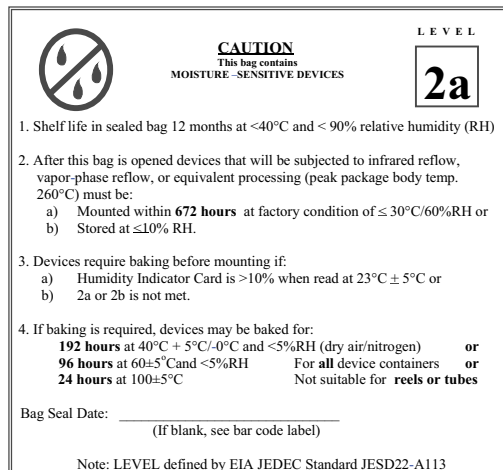 LEVEL
CAUTION
This bag contains
MOISTURE –SENSITIVE DEVICES
2a
1. Shelf life in sealed bag 12 months at <40°C and < 90% relative humidity (RH)
2. After this bag is opened devices that will be subjected to infrared reflow,
vapor-phase reflow, or equivalent processing (peak package body temp.
260°C) must be:
a) Mounted within 672 hours at factory condition of ≤ 30°C/60%RH or
b) Stored at ≤10% RH.
3. Devices require baking before mounting if:
a) Humidity Indicator Card is >10% when read at 23°C ± 5°C or
b) 2a or 2b is not met.
4. If baking is required, devices may be baked for:
192 hours at 40°C + 5°C/-0°C and <5%RH (dry air/nitrogen) or
96 hours at 60±5°Cand <5%RH For all device containers or
24 hours at 100±5°C Not suitable for reels or tubes
Bag Seal Date: ____________________________
(If blank, see bar code label)
Note: LEVEL defined by EIA JEDEC Standard JESD22-A113